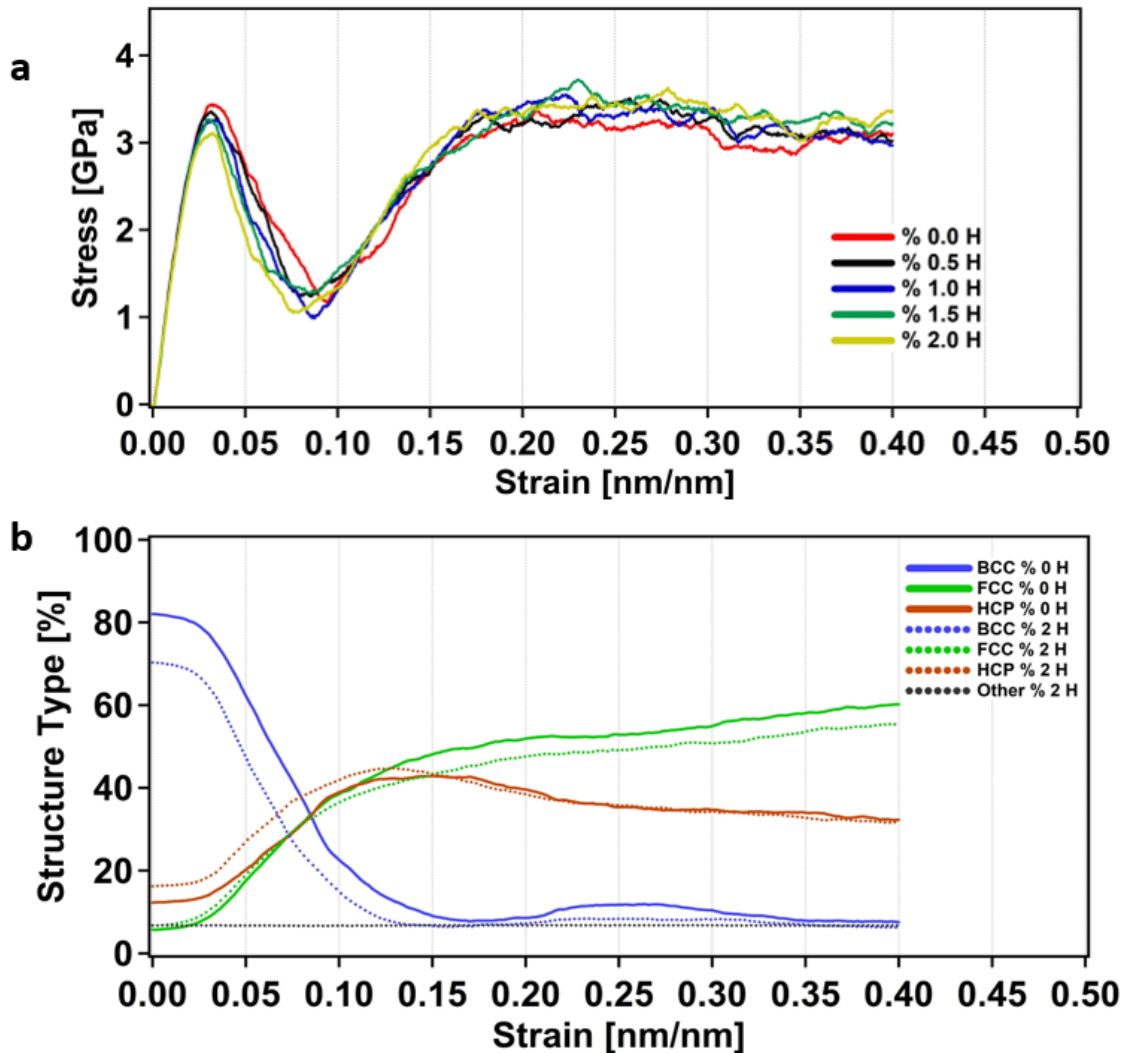 a
Stress [GPa]
4
3
2
1
0
% 0.0 H
% 0.5 H
% 1.0 H
% 1.5 H
% 2.0 H
0.00 0.05 0.10 0.15 0.20 0.25 0.30 0.35 0.40 0.45 0.50
Strain [nm/nm]
b
Structure Type [%]
100
80
60
40
20
0
BCC % 0 H
FCC % 0 H
HCP % 0 H
BCC % 2 H
FCC % 2 H
HCP % 2 H
Other % 2 H
0.00 0.05 0.10 0.15 0.20 0.25 0.30 0.35 0.40 0.45 0.50
Strain [nm/nm]